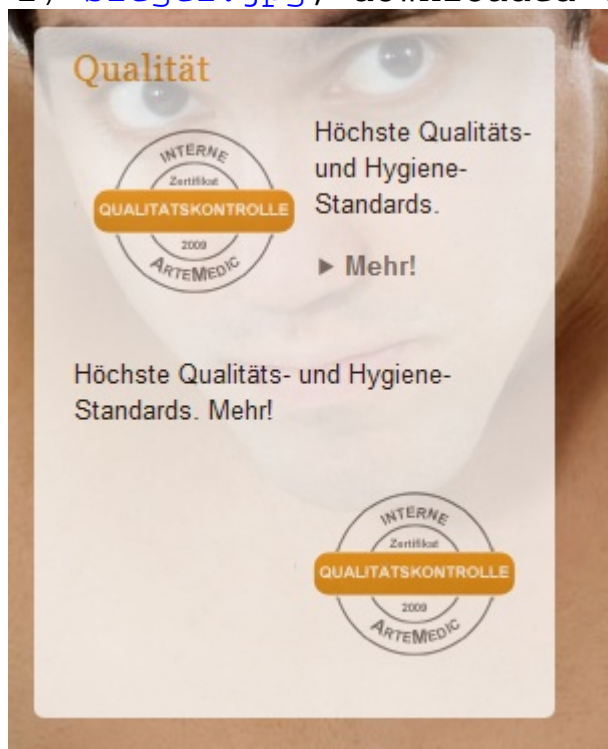 Qualität
INTERNE
Zertifikat
QUALITATSKONTROLLE
2009
ARTEMEDIC
Höchste Qualitäts-
und Hygiene-
Standards.
► Mehr!
Höchste Qualitäts- und Hygiene-
Standards. Mehr!
INTERNE
Zertifikat
QUALITATSKONTROLLE
2009
ARTEMEDIC